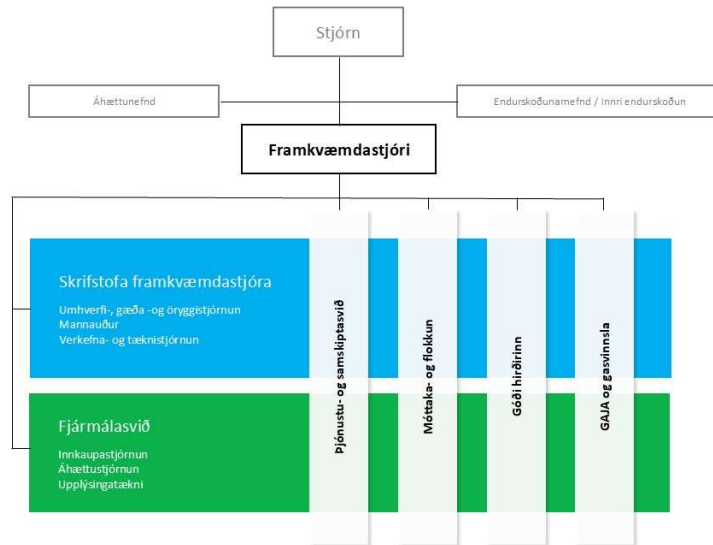 Stjórn
Áhættunefnd
Endurskoðunarnefnd / Innri endurskoðun
Framkvæmdastjóri
Skrifstofa framkvæmdastjóra
Umhverfi-, gæða -og öryggistjórnun
Mannauður
Verkefna- og tæknistjórnun
Fjármálasvið
Innkaupastjórnun
Áhættustjórnun
Upplýsingatækni
Þjónustu- og samskiptasvið
Móttaka- og flokkun
Góði hirðirinn
GAJA og gasvinnsla